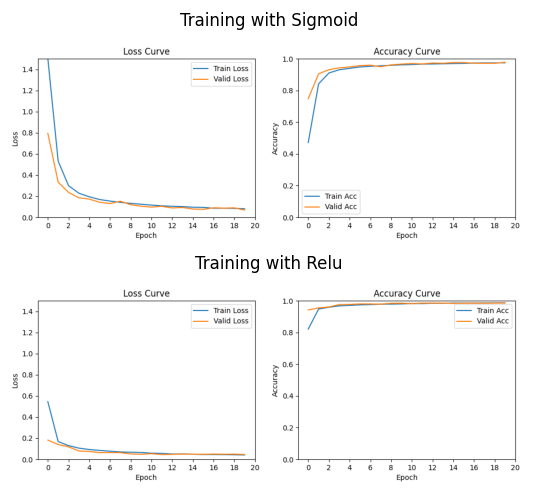 Training with Sigmoid
Loss Curve
Accuracy Curve
Loss
1.4
1.2
1.0
0.8
0.6
0.4
0.2
0.0
Train Loss
Valid Loss
0 2 4 6 8 10 12 14 16 18 20
Epoch
Accuracy
1.0
0.8
0.6
0.4
0.2
0.0
Train Acc
Valid Acc
0 2 4 6 8 10 12 14 16 18 20
Epoch
Training with Relu
Loss Curve
Accuracy Curve
Loss
1.4
1.2
1.0
0.8
0.6
0.4
0.2
0.0
Train Loss
Valid Loss
0 2 4 6 8 10 12 14 16 18 20
Epoch
Accuracy
1.0
0.8
0.6
0.4
0.2
0.0
Train Acc
Valid Acc
0 2 4 6 8 10 12 14 16 18 20
Epoch